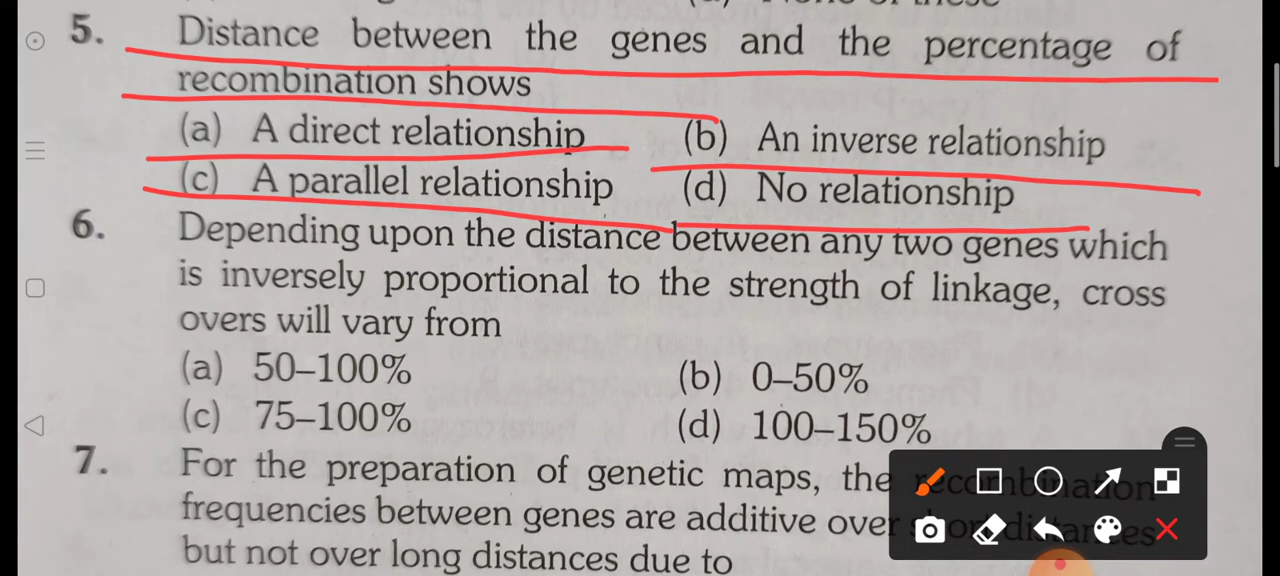 5. Distance between the genes and the percentage of
recombination shows
(a) A direct relationship (b) An inverse relationship
(c) A parallel relationship (d) No relationship
6. Depending upon the distance between any two genes which
is inversely proportional to the strength of linkage, cross
overs will vary from
(a) 50–100% (b) 0–50%
(c) 75–100% (d) 100–150%
7. For the preparation of genetic maps, the recombination
frequencies between genes are additive over short distances
but not over long distances due to